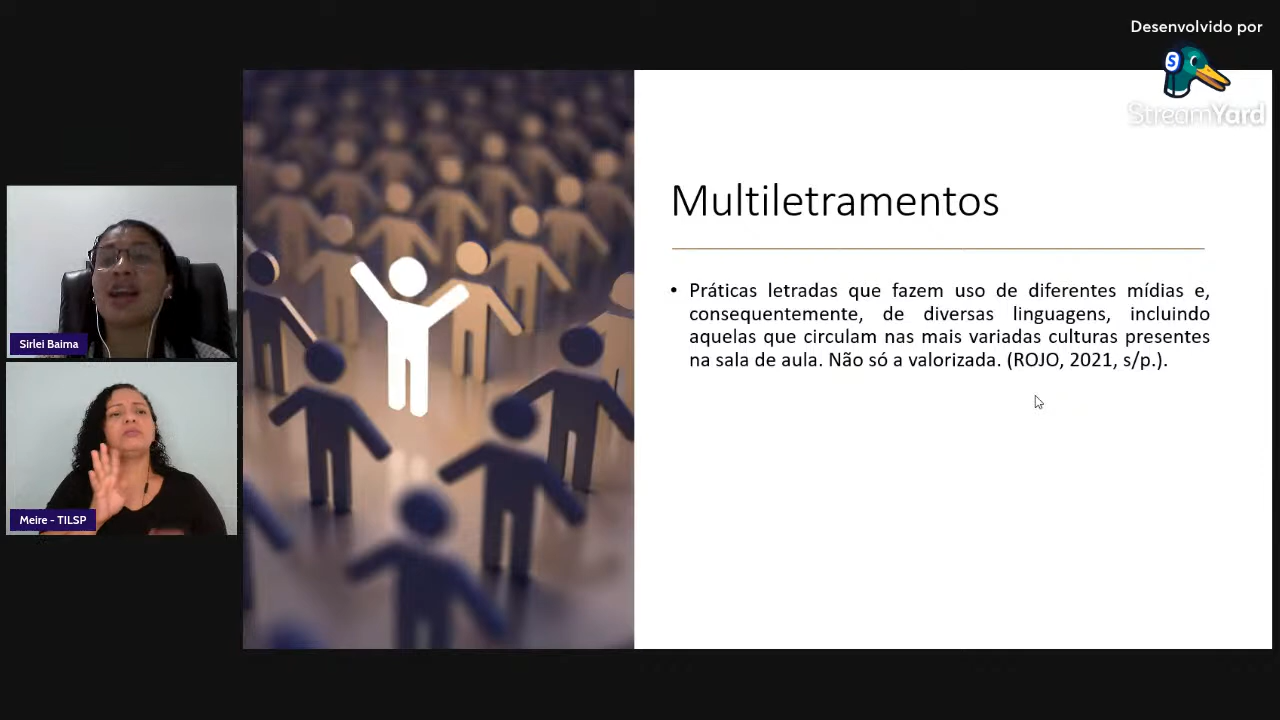 Desenvolvido por
S
StreamYard
Multiletramentos
• Práticas letradas que fazem uso de diferentes mídias e,
consequentemente, de diversas linguagens, incluindo
aquelas que circulam nas mais variadas culturas presentes
na sala de aula. Não só a valorizada. (ROJO, 2021, s/p.).
Sirlei Baima
Meire - TILSP